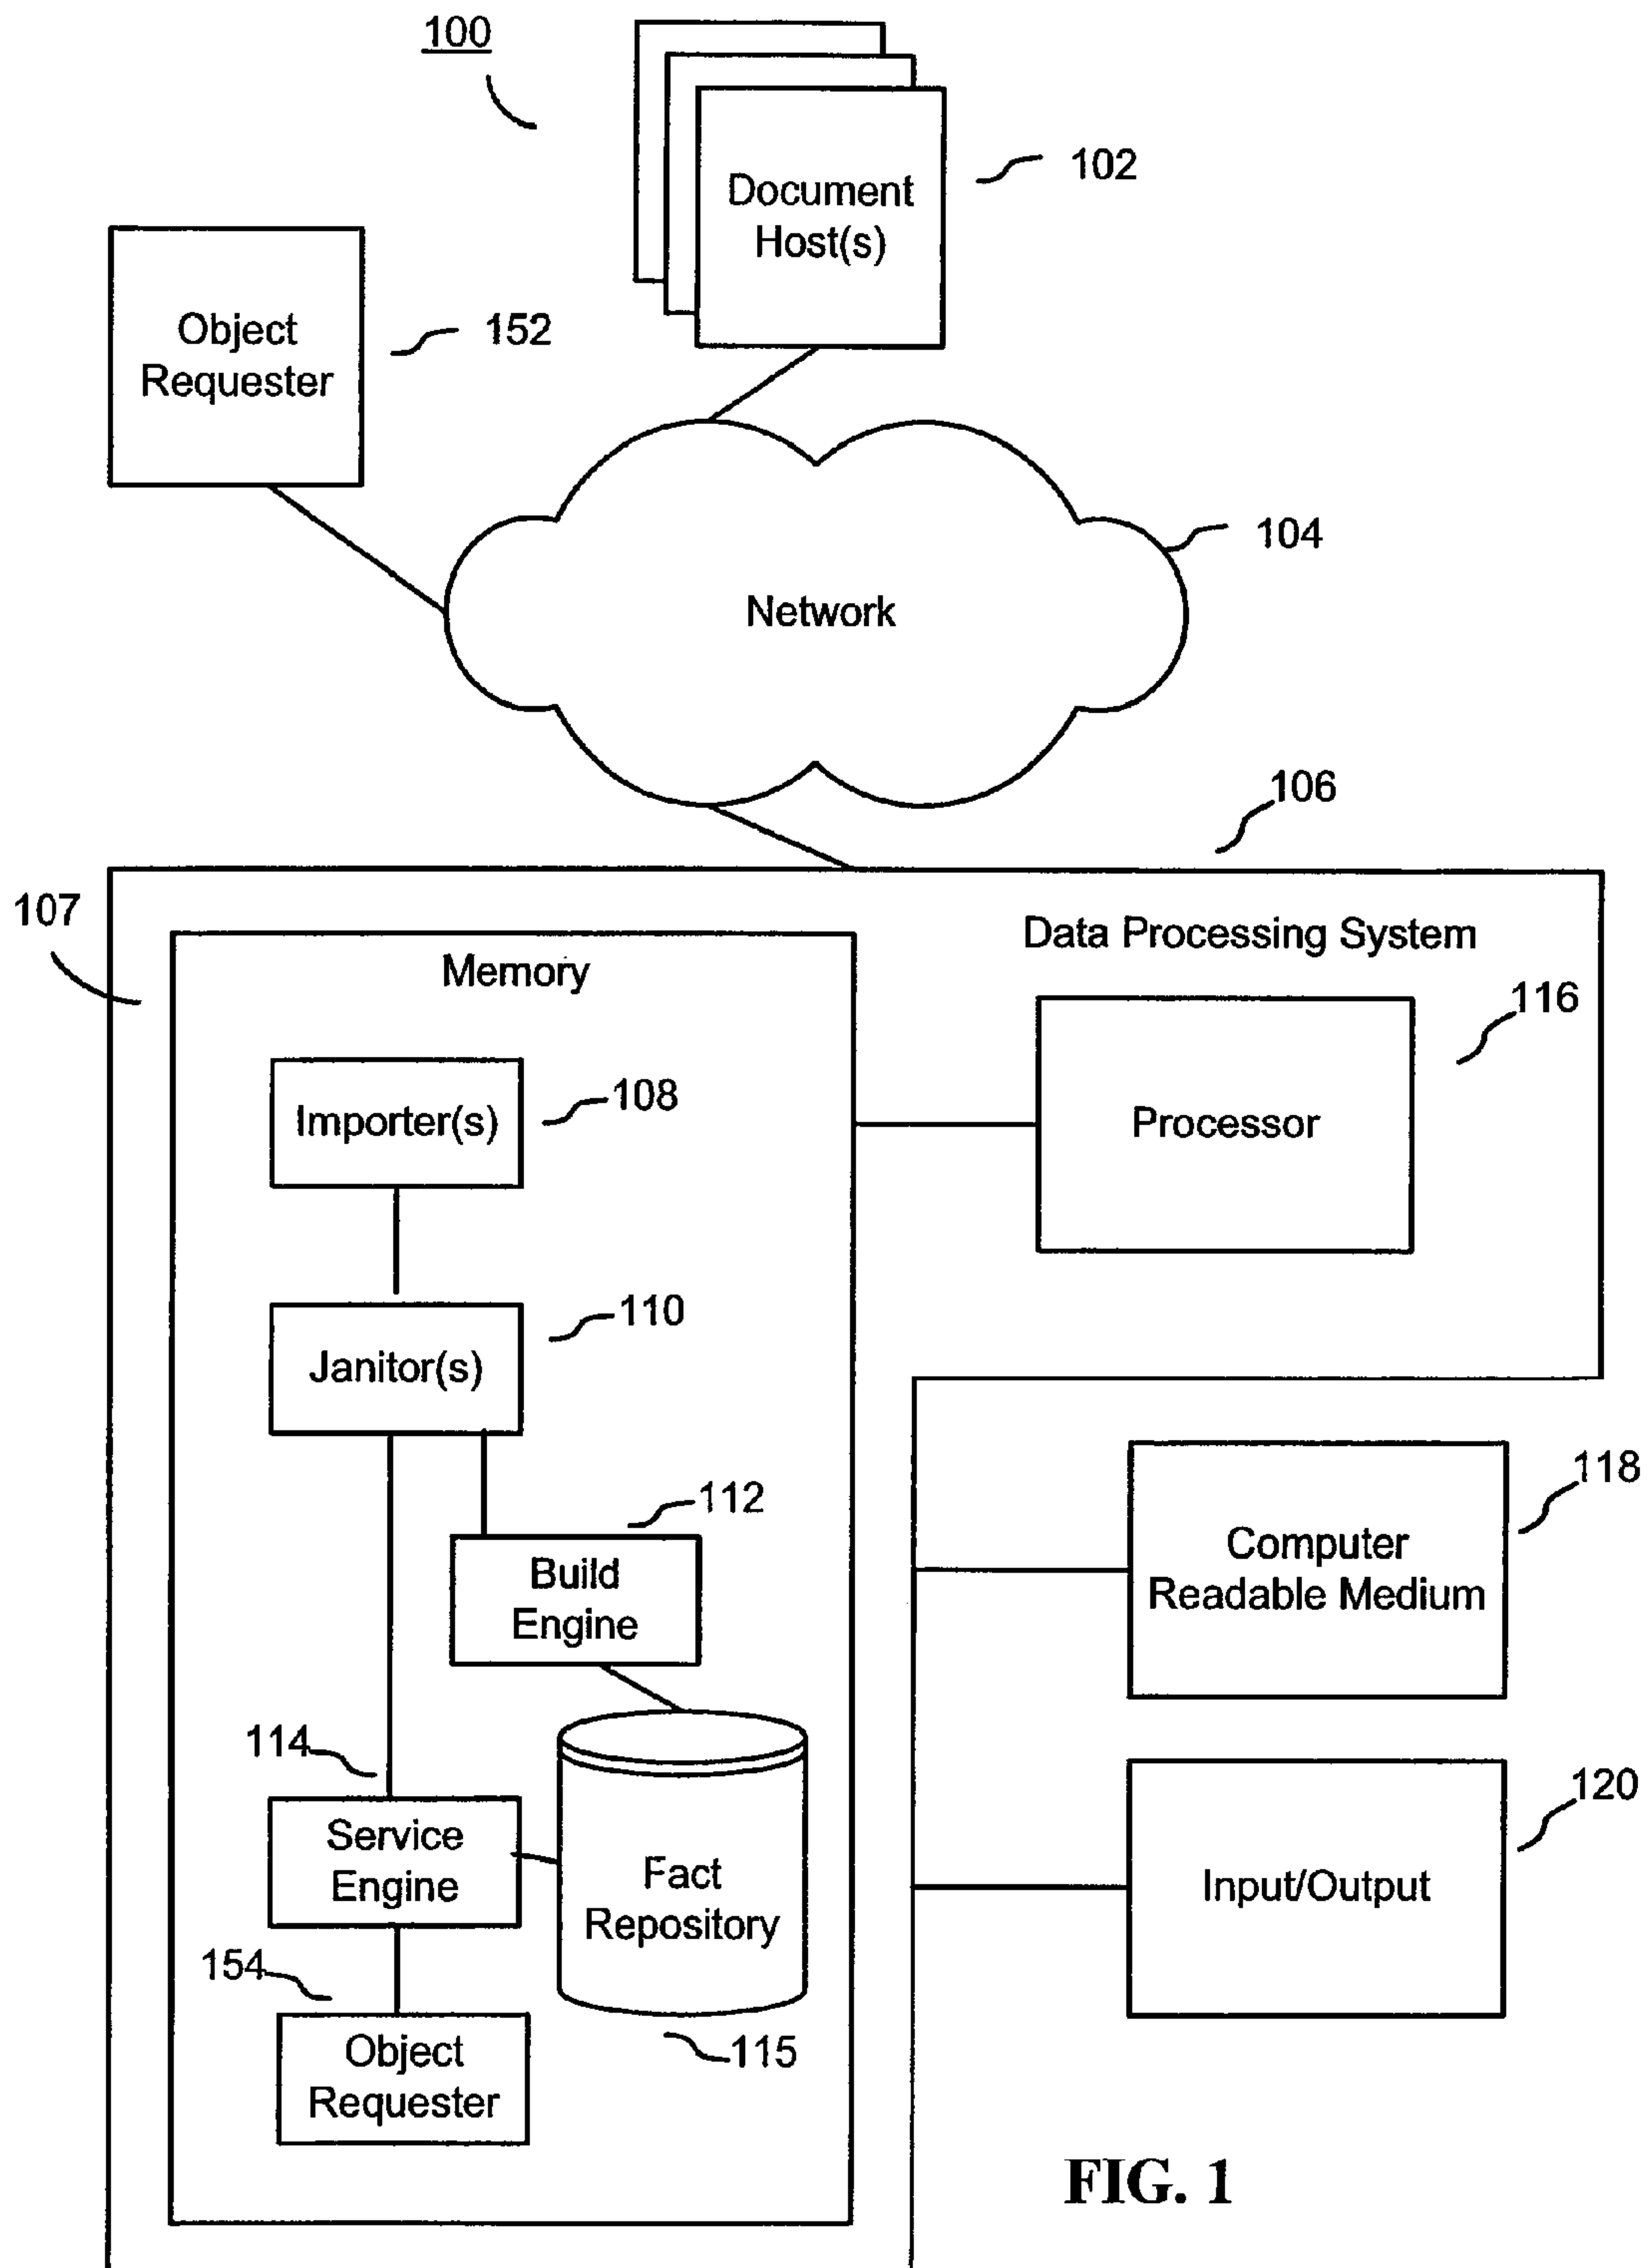 100
Document
Host(s)
102
Object
Requester
152
104
Network
106
107
Data Processing System
Memory
116
Importer(s)
108
Processor
Janitor(s)
110
118
112
Computer
Readable Medium
Build
Engine
114
120
Service
Engine
Fact
Repository
Input/Output
154
115
Object
Requester
FIG. 1